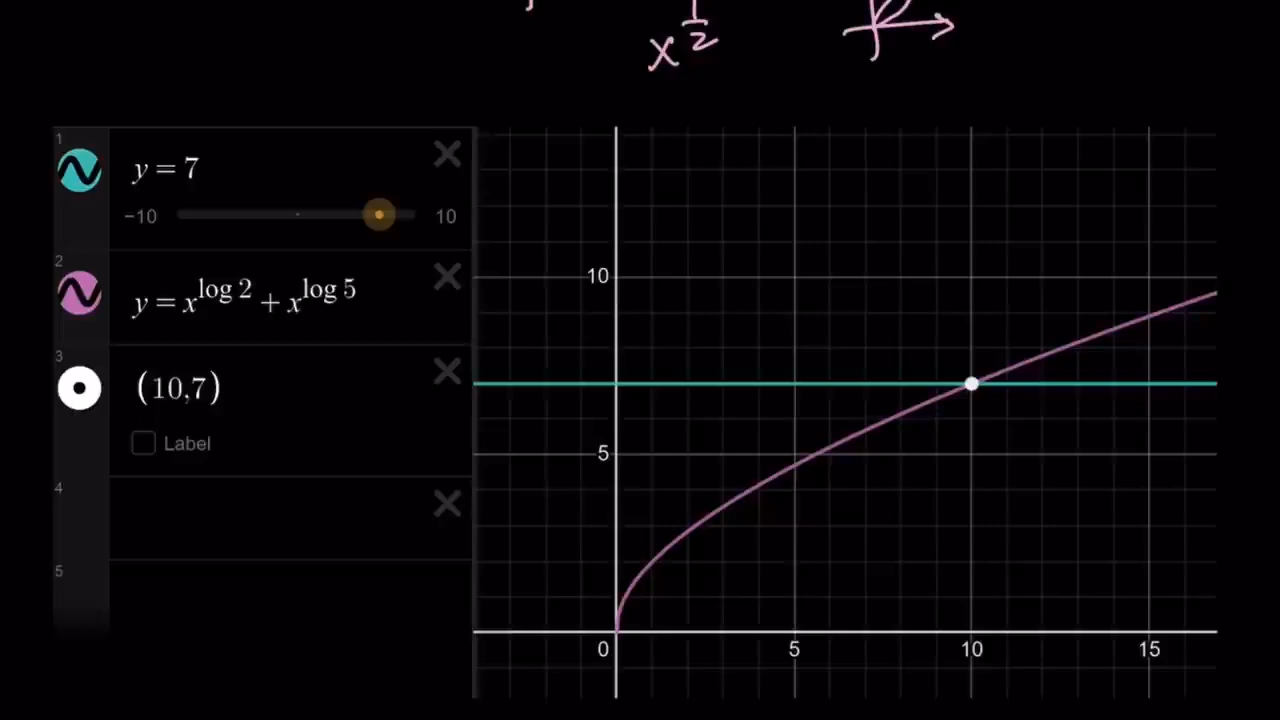 x^{1/2}
1
y = 7
−10 10
2
y = x^{log 2} + x^{log 5}
3
(10,7)
Label
4
5
10
5
0 5 10 15